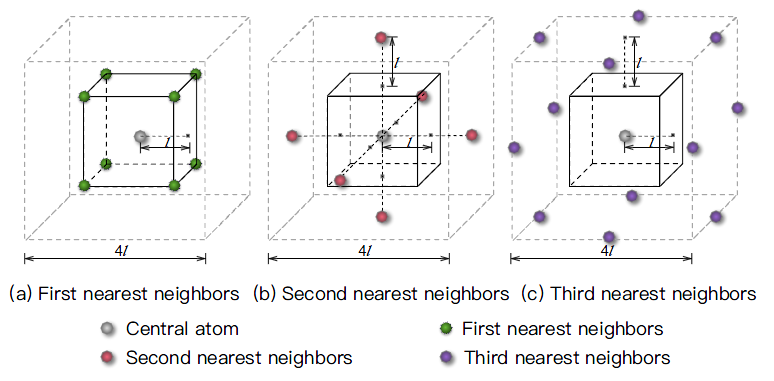 l
l
l
l
l
4l
4l
4l
(a) First nearest neighbors (b) Second nearest neighbors (c) Third nearest neighbors
Central atom
First nearest neighbors
Second nearest neighbors
Third nearest neighbors